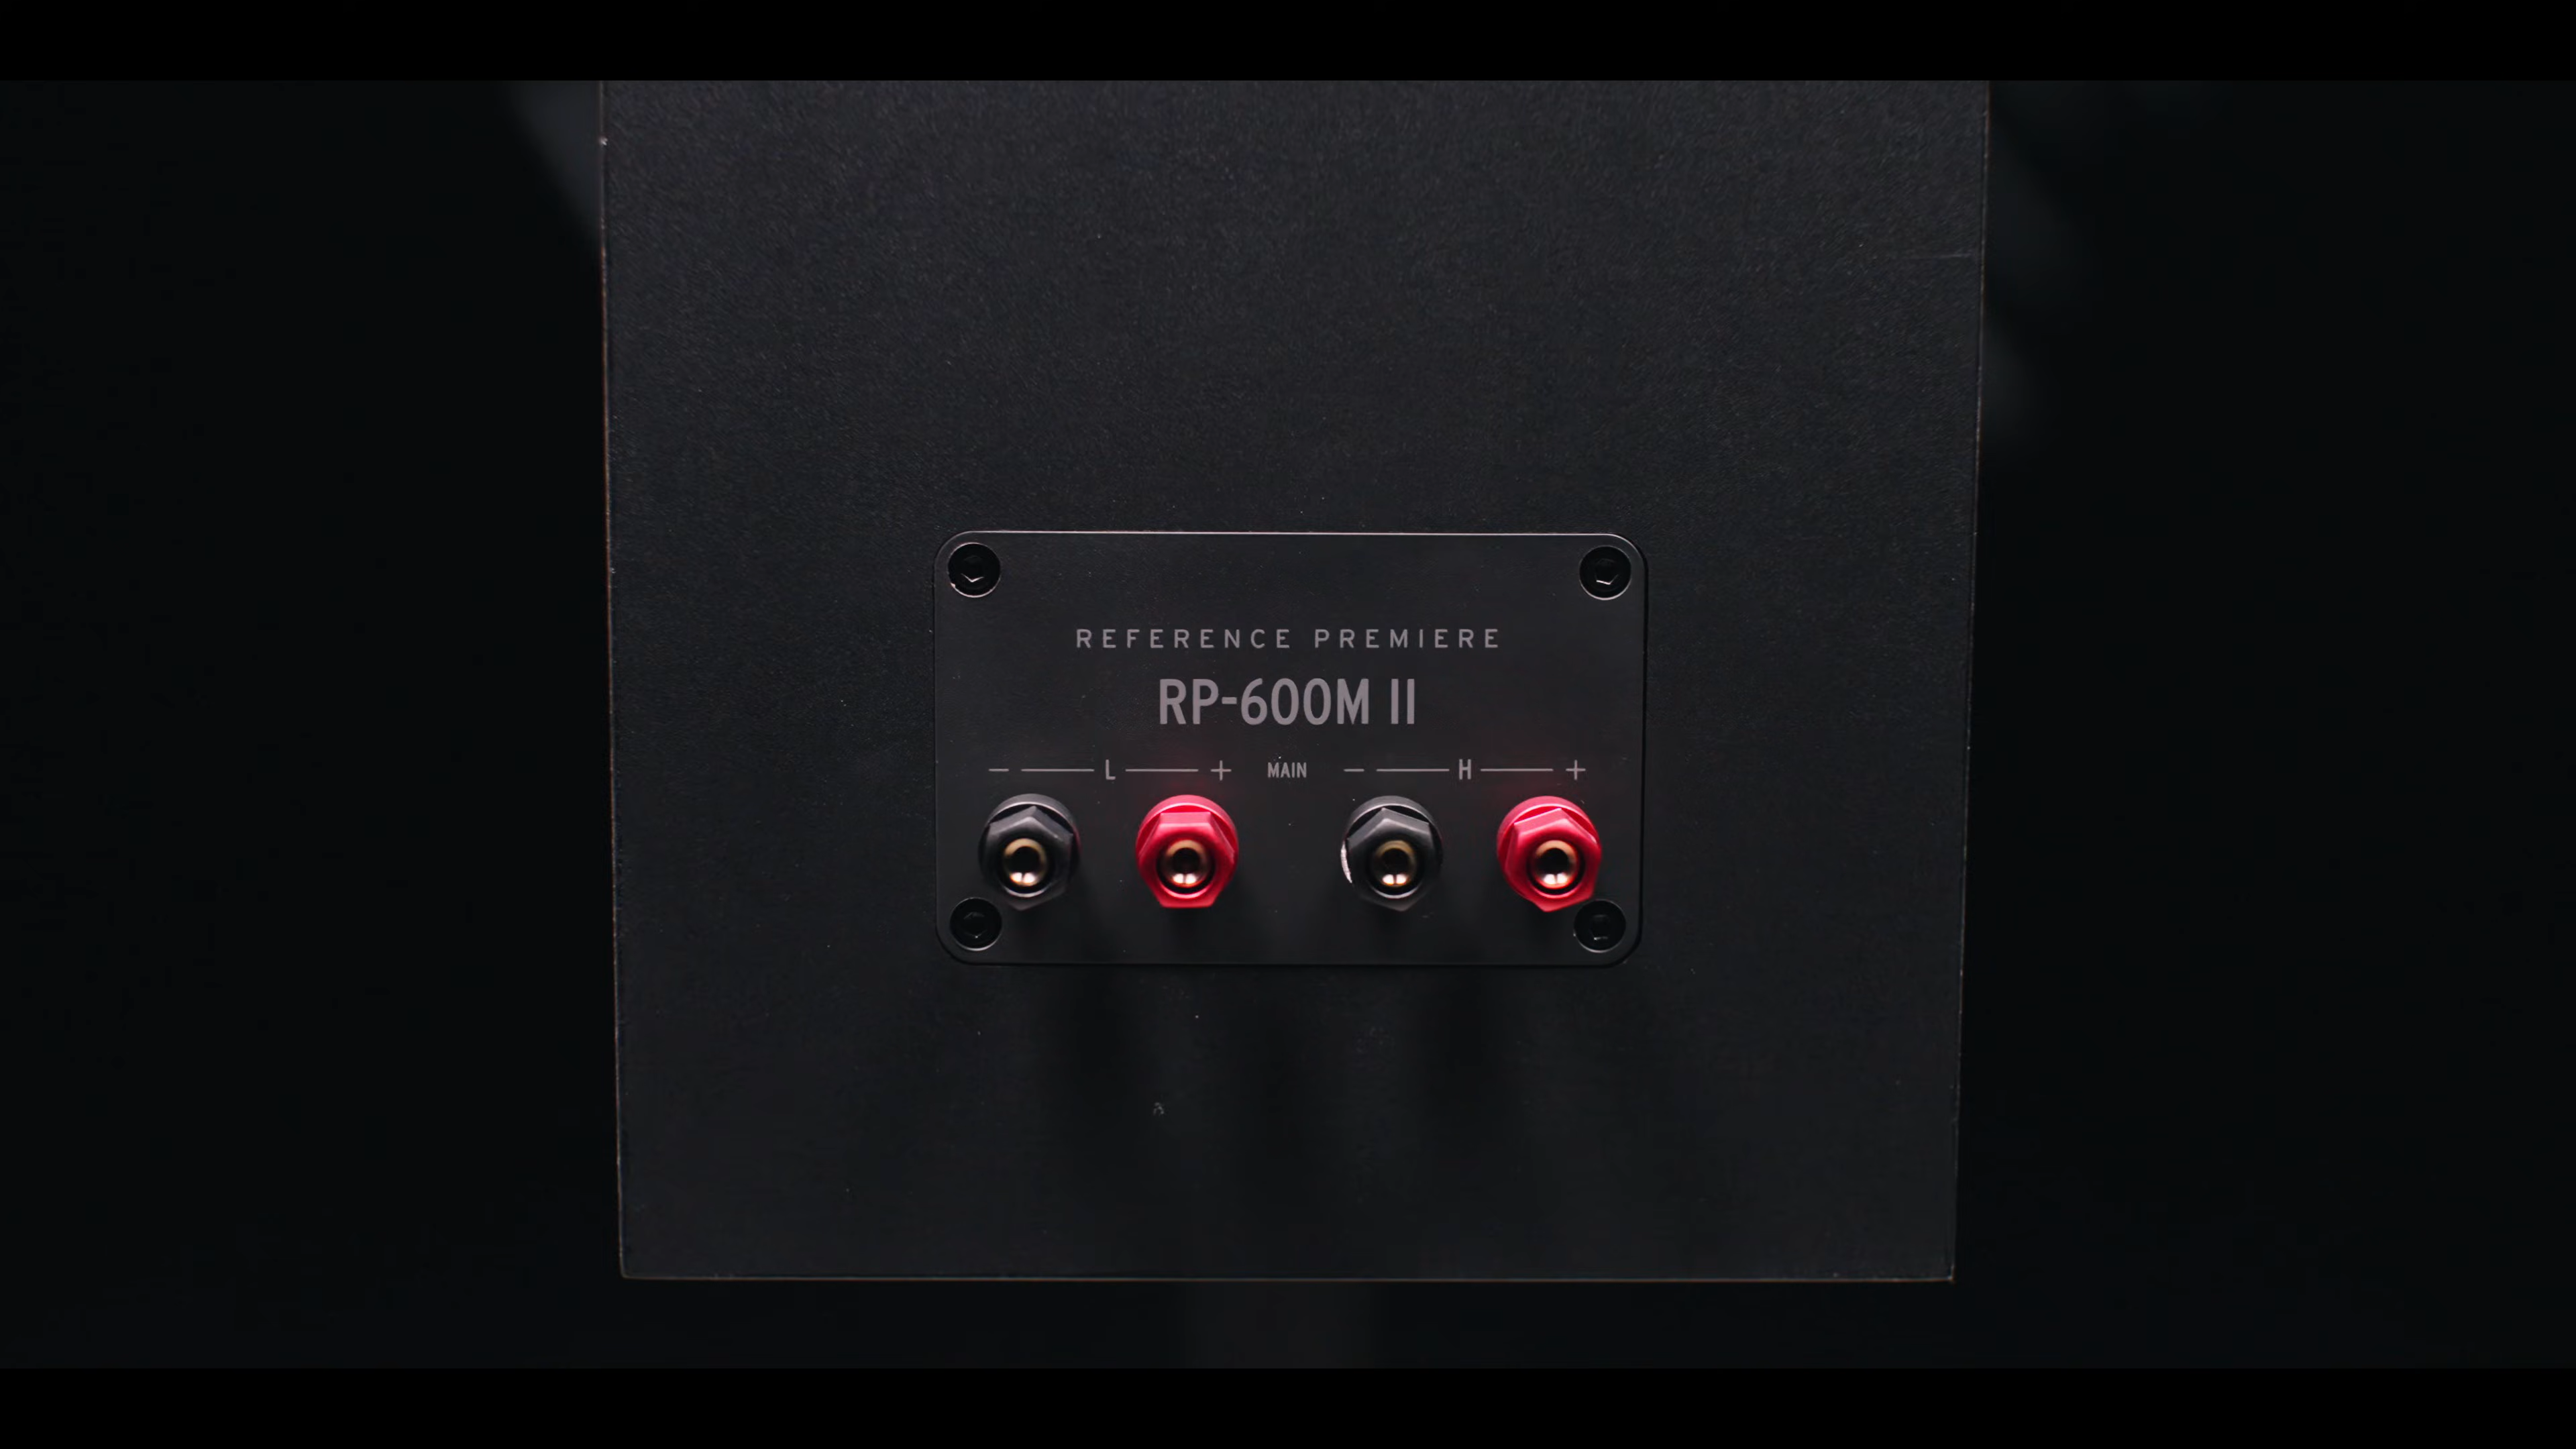 REFERENCE PREMIERE
RP-600M II
− L + MAIN − H +